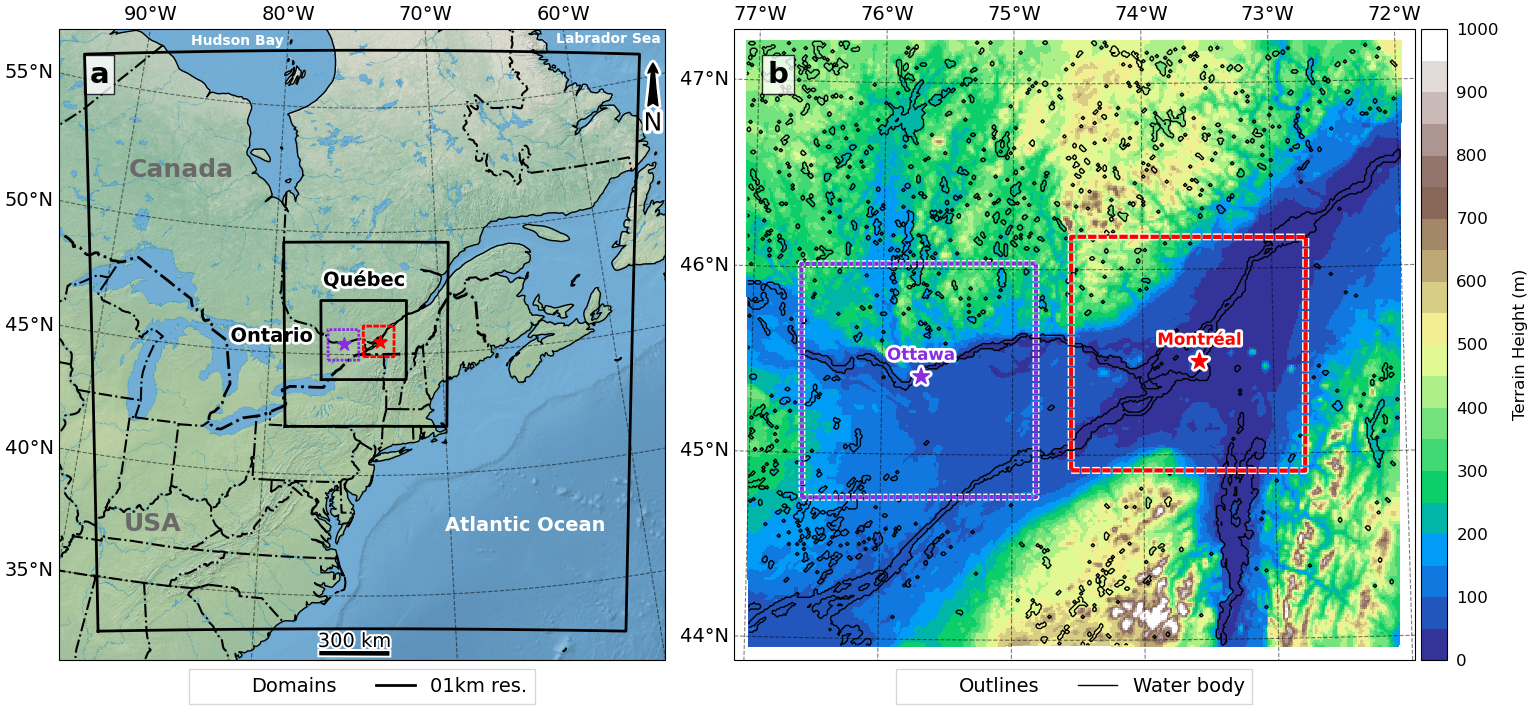 90°W 80°W 70°W 60°W
55°N
50°N
45°N
40°N
35°N
a
Hudson Bay
Labrador Sea
N
Canada
Québec
Ontario
USA
Atlantic Ocean
300 km
Domains 01km res.
77°W 76°W 75°W 74°W 73°W 72°W
47°N
46°N
45°N
44°N
b
Ottawa
Montréal
Outlines Water body
1000
900
800
700
600
500
400
300
200
100
0
Terrain Height (m)